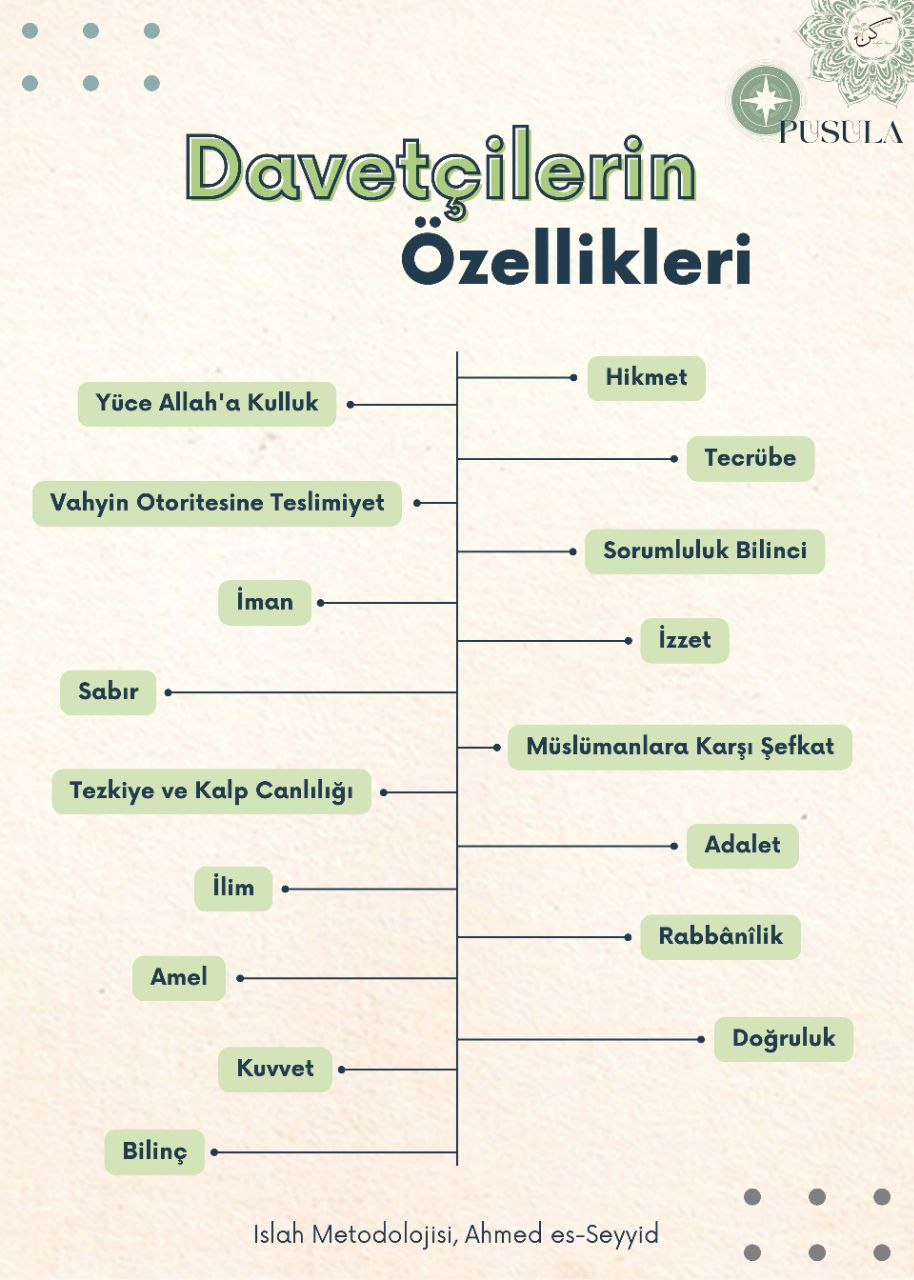 كن
PUSULA
Davetçilerin
Özellikleri
Hikmet
Yüce Allah'a Kulluk
Tecrübe
Vahyin Otoritesine Teslimiyet
Sorumluluk Bilinci
İman
İzzet
Sabır
Müslümanlara Karşı Şefkat
Tezkiye ve Kalp Canlılığı
Adalet
İlim
Rabbânîlik
Amel
Doğruluk
Kuvvet
Bilinç
Islah Metodolojisi, Ahmed es-Seyyid